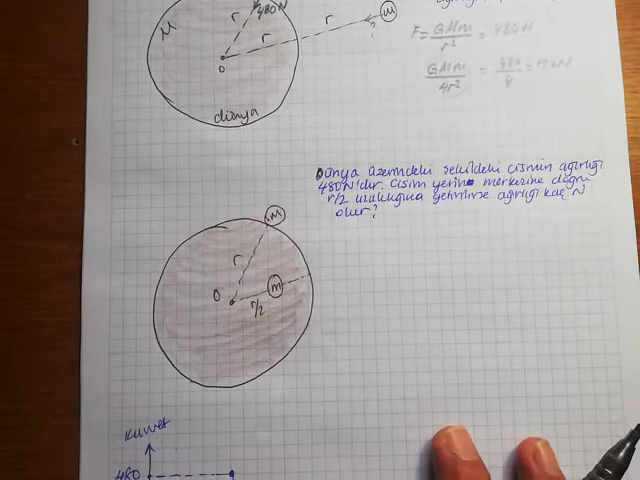 M
r
480N
r
r
m
O
dünya
F = GMm/r² = 480N
GMm/4r² = 480/4 = 120N
Dünya üzerindeki şekildeki cismin ağırlığı
480N'dur. Cisim yerin merkezine doğru
r/2 uzaklığına getirilirse ağırlığı kaç N
olur?
m
r
O
m
r/2
kuvvet
480